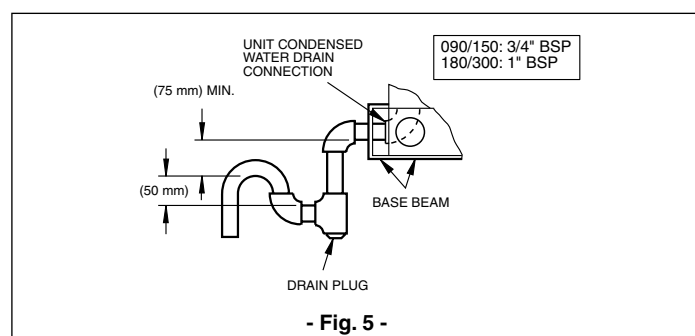 UNIT CONDENSED
WATER DRAIN
CONNECTION
090/150: 3/4" BSP
180/300: 1" BSP
(75 mm) MIN.
(50 mm)
BASE BEAM
DRAIN PLUG
- Fig. 5 -